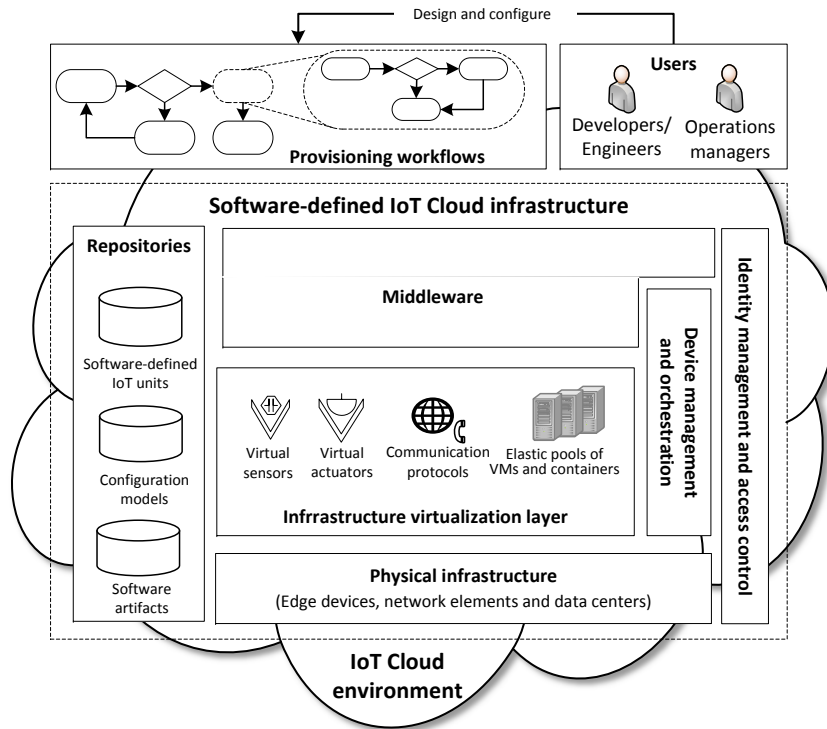 Design and configure
Provisioning workflows
Users
Developers/
Engineers
Operations
managers
Software-defined IoT Cloud infrastructure
Repositories
Software-defined
IoT units
Configuration
models
Software
artifacts
Middleware
Virtual
sensors
Virtual
actuators
Communication
protocols
Elastic pools of
VMs and containers
Infrrastructure virtualization layer
Device management
and orchestration
Identity management and access control
Physical infrastructure
(Edge devices, network elements and data centers)
IoT Cloud
environment